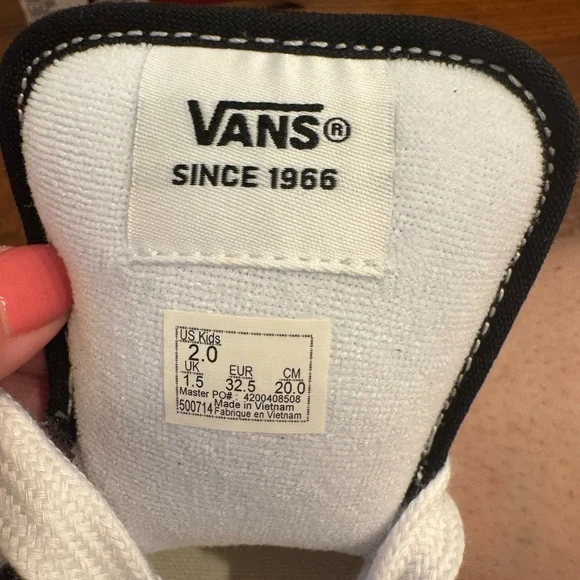 VANS®
SINCE 1966
US Kids
2.0
UK EUR CM
1.5 32.5 20.0
Master PO# : 4200408508
500714 Made in Vietnam
Fabrique en Vietnam